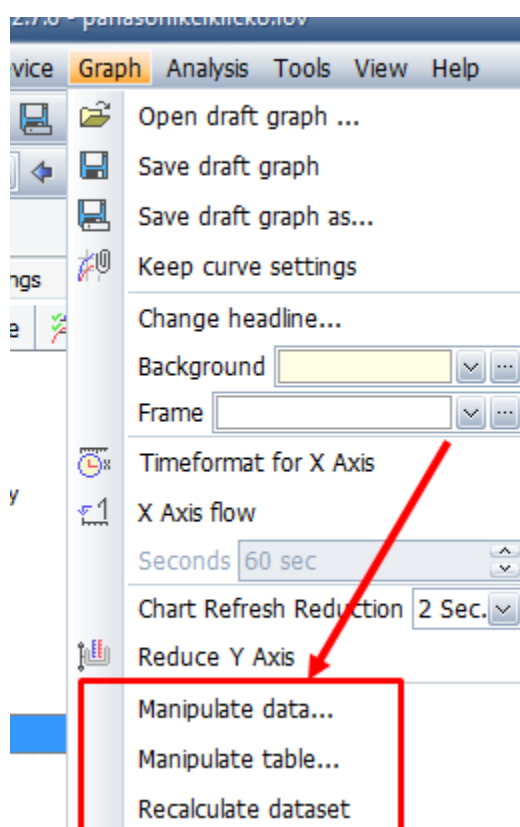 vice Graph Analysis Tools View Help
Open draft graph ...
Save draft graph
Save draft graph as...
Keep curve settings
ngs
Change headline...
e
Background
Frame
Timeformat for X Axis
y
X Axis flow
Seconds 60 sec
Chart Refresh Reduction 2 Sec.
Reduce Y Axis
Manipulate data...
Manipulate table...
Recalculate dataset